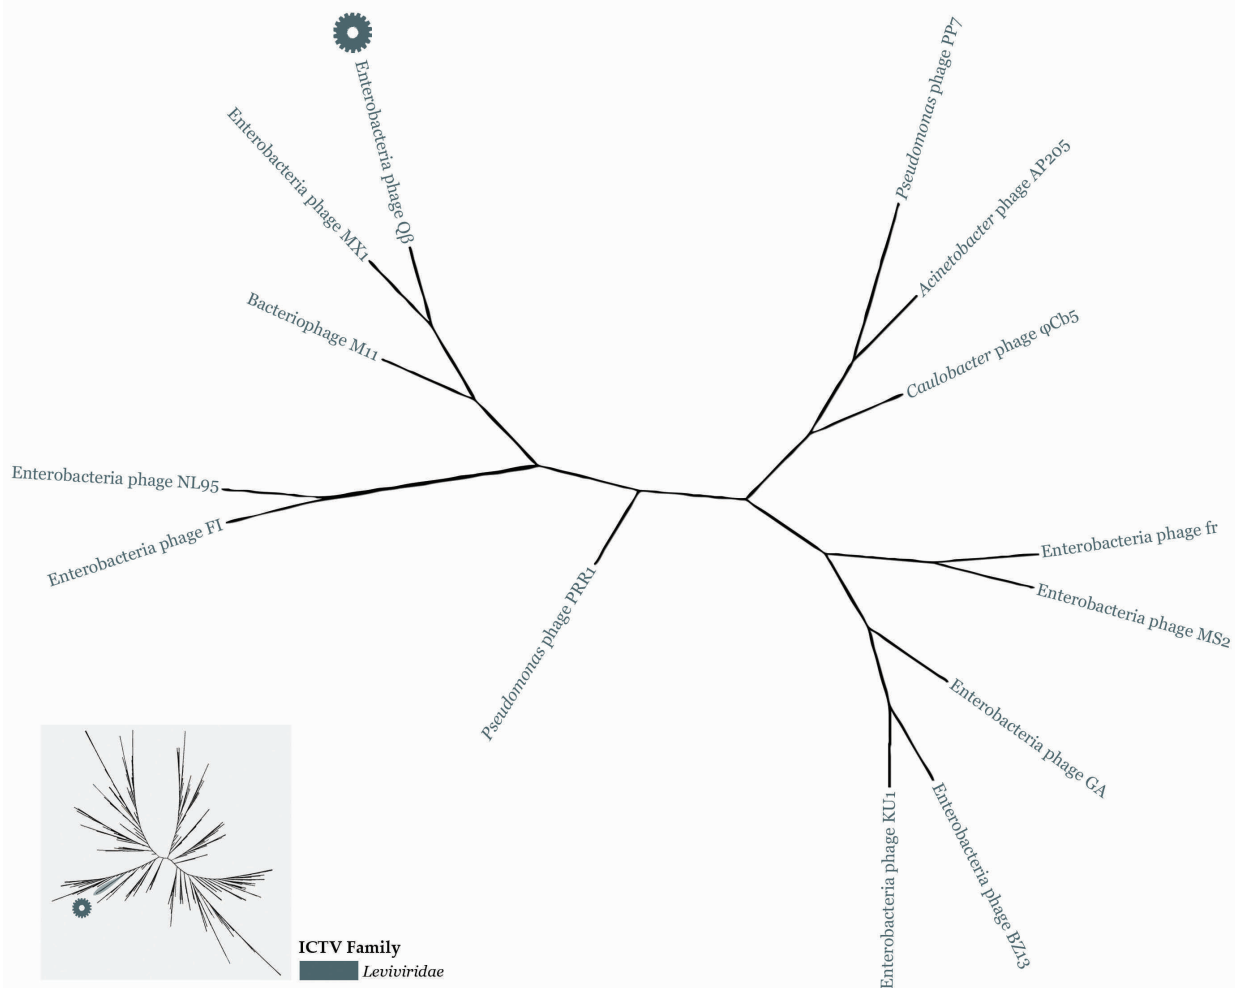 Enterobacteria phage Qβ
Pseudomonas phage PP7
Enterobacteria phage MX1
Acinetobacter phage AP205
Bacteriophage M11
Caulobacter phage φCb5
Enterobacteria phage NL95
Enterobacteria phage FI
Enterobacteria phage fr
Enterobacteria phage MS2
Pseudomonas phage PRR1
Enterobacteria phage GA
Enterobacteria phage BZ13
Enterobacteria phage KU1
ICTV Family
Leviviridae